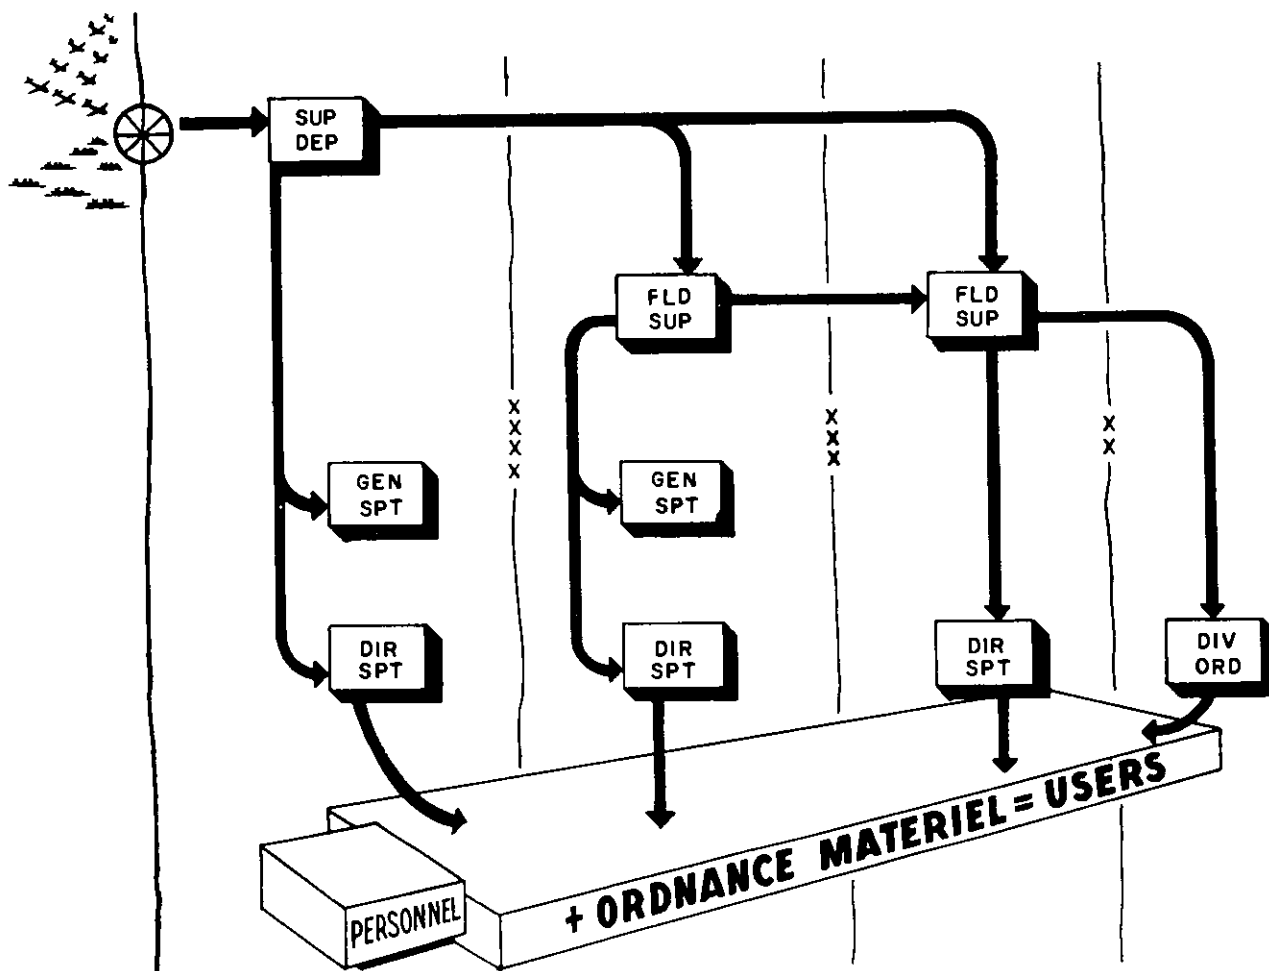 SUP
DEP
FLD
SUP
FLD
SUP
X
X
X
X
X
X
X
X
X
GEN
SPT
GEN
SPT
DIR
SPT
DIR
SPT
DIR
SPT
DIV
ORD
PERSONNEL
+ ORDNANCE MATERIEL = USERS